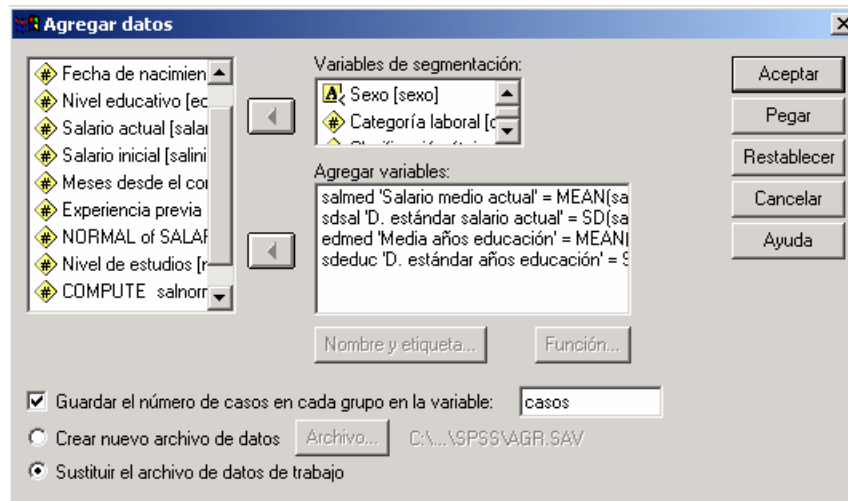 Agregar datos
Fecha de nacimien
Nivel educativo [ec
Salario actual [salar
Salario inicial [salini
Meses desde el cor
Experiencia previa
NORMAL of SALAR
Nivel de estudios [n
COMPUTE salnorr
Variables de segmentación:
Sexo [sexo]
Categoría laboral [c
Agregar variables:
salmed 'Salario medio actual' = MEAN(sa
sdsal 'D. estándar salario actual' = SD(sa
edmed 'Media años educación' = MEAN(
sdeduc 'D. estándar años educación' = S
Nombre y etiqueta...
Función...
Aceptar
Pegar
Restablecer
Cancelar
Ayuda
Guardar el número de casos en cada grupo en la variable:
casos
Crear nuevo archivo de datos
Archivo...
C:\...\SPSS\AGR.SAV
Sustituir el archivo de datos de trabajo